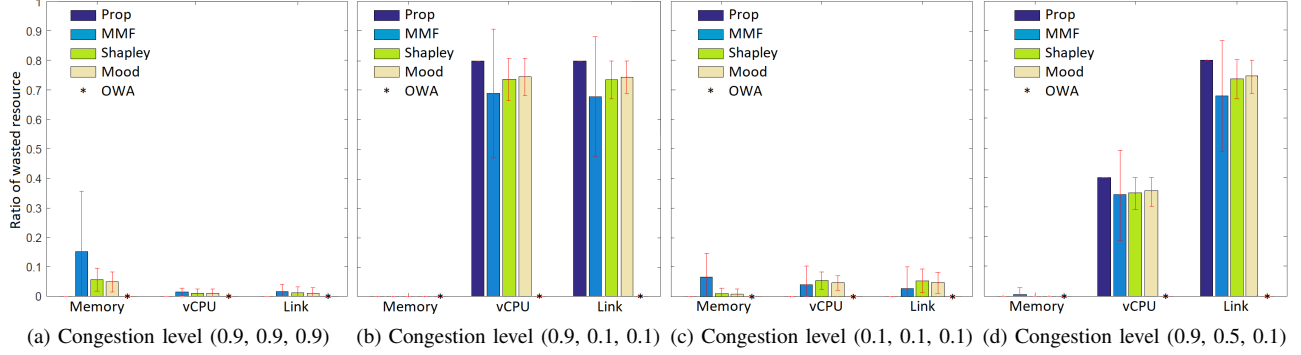 Ratio of wasted resource
1
0.9
0.8
0.7
0.6
0.5
0.4
0.3
0.2
0.1
0
Prop
MMF
Shapley
Mood
* OWA
Memory vCPU Link
(a) Congestion level (0.9, 0.9, 0.9)
Prop
MMF
Shapley
Mood
* OWA
Memory vCPU Link
(b) Congestion level (0.9, 0.1, 0.1)
Prop
MMF
Shapley
Mood
* OWA
Memory vCPU Link
(c) Congestion level (0.1, 0.1, 0.1)
Prop
MMF
Shapley
Mood
* OWA
Memory vCPU Link
(d) Congestion level (0.9, 0.5, 0.1)